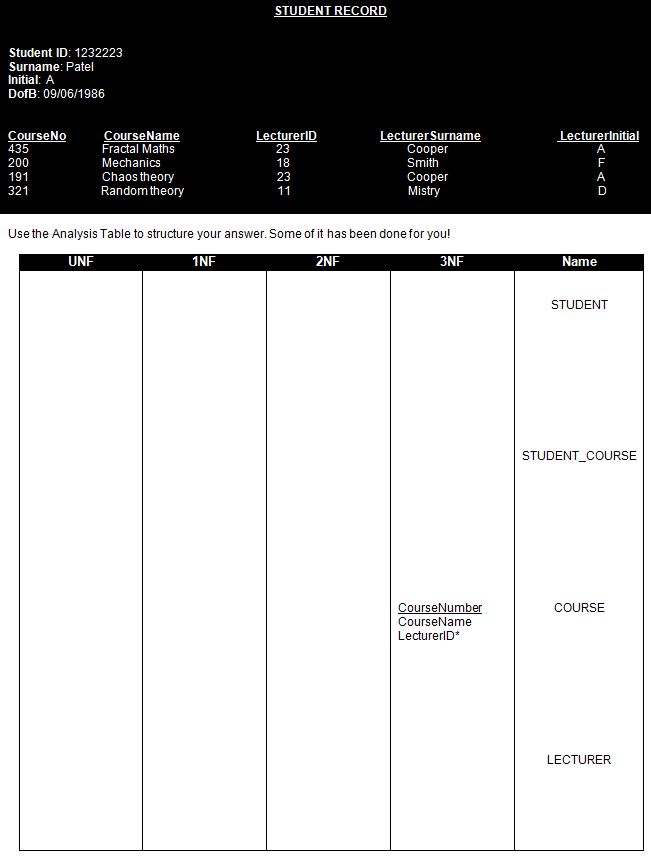 STUDENT RECORD
Student ID: 1232223
Surname: Patel
Initial: A
DofB: 09/06/1986
CourseNo CourseName LecturerID LecturerSurname LecturerInitial
435 Fractal Maths 23 Cooper A
200 Mechanics 18 Smith F
191 Chaos theory 23 Cooper A
321 Random theory 11 Mistry D
Use the Analysis Table to structure your answer. Some of it has been done for you!
UNF 1NF 2NF 3NF Name
STUDENT
STUDENT_COURSE
CourseNumber COURSE
CourseName
LecturerID*
LECTURER